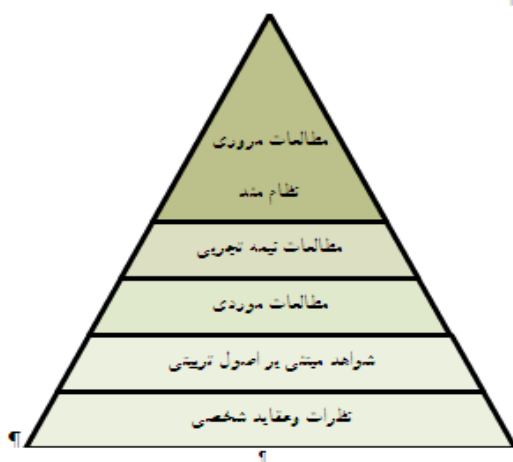 مطالعات مروری
نظام مند
مطالعات نیمه تجربی
مطالعات موردی
شواهد مبتنی بر اصول تربیتی
نظرات وعقاید شخصی
¶
¶